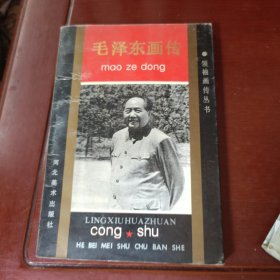 毛泽东画传
mao ze dong
●领袖画传丛书
河北美术出版社
LINGXIUHUAZHUAN
cong ★ shu
HE BEI MEI SHU CHU BAN SHE